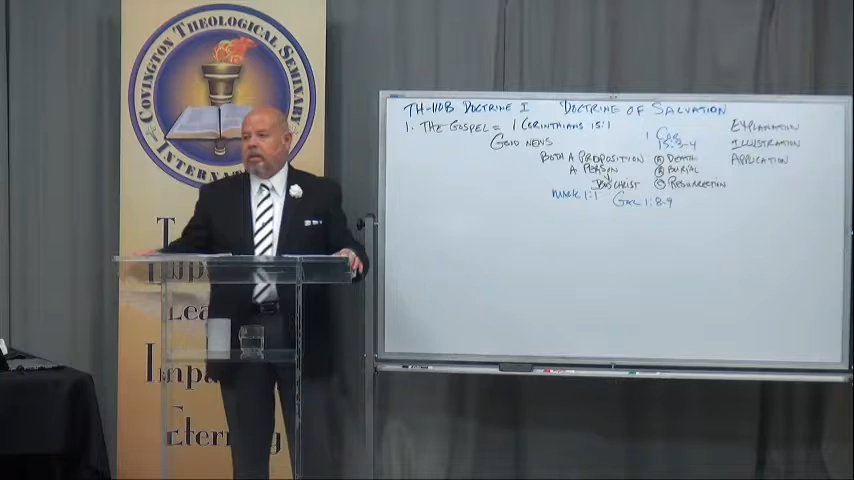 COVINGTON THEOLOGICAL SEMINARY
INTERNATIONAL
T
Lea
Impa
Eternity
TH-110B DOCTRINE I DOCTRINE OF SALVATION
1. THE GOSPEL = 1 CORINTHIANS 15:1
GOOD NEWS
BOTH A PROPOSITION
A PERSON
JESUS CHRIST
MARK 1:1 GAL 1:8-9
1 COR
15:3-4
A DEATH
B BURIAL
C RESURRECTION
EXPLANATION
ILLUSTRATION
APPLICATION